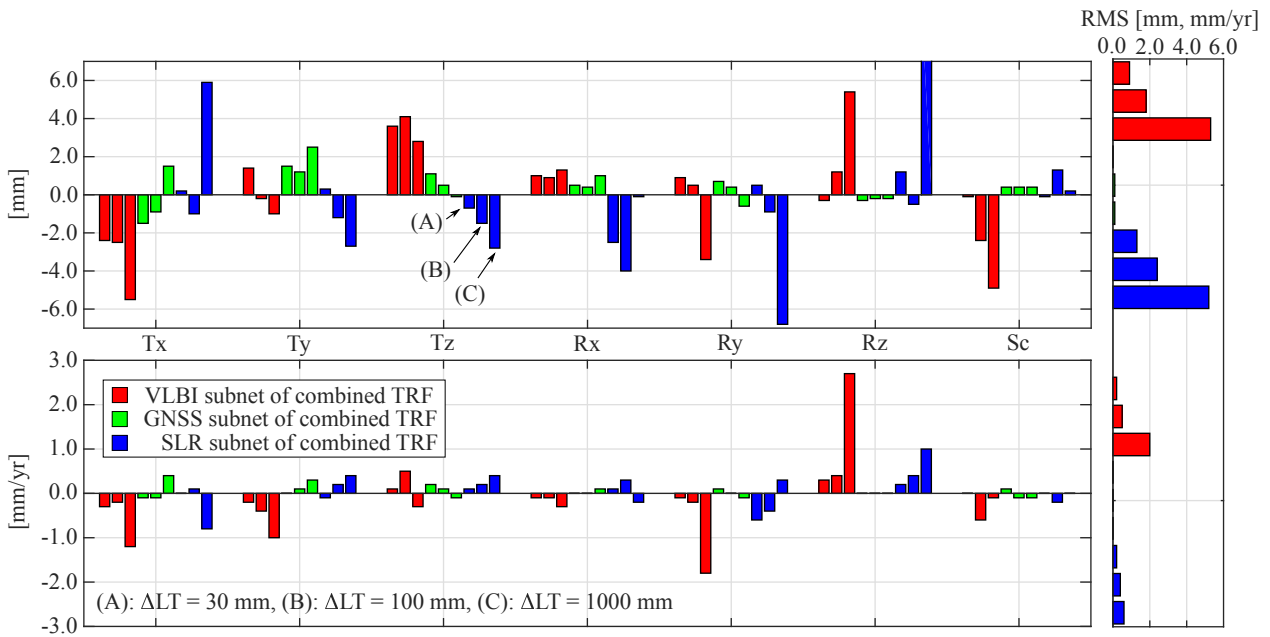 RMS [mm, mm/yr]
0.0 2.0 4.0 6.0
6.0
4.0
2.0
0.0
-2.0
-4.0
-6.0
[mm]
(A)
(B)
(C)
Tx Ty Tz Rx Ry Rz Sc
3.0
2.0
1.0
0.0
-1.0
-2.0
-3.0
[mm/yr]
VLBI subnet of combined TRF
GNSS subnet of combined TRF
SLR subnet of combined TRF
(A): ΔLT = 30 mm, (B): ΔLT = 100 mm, (C): ΔLT = 1000 mm